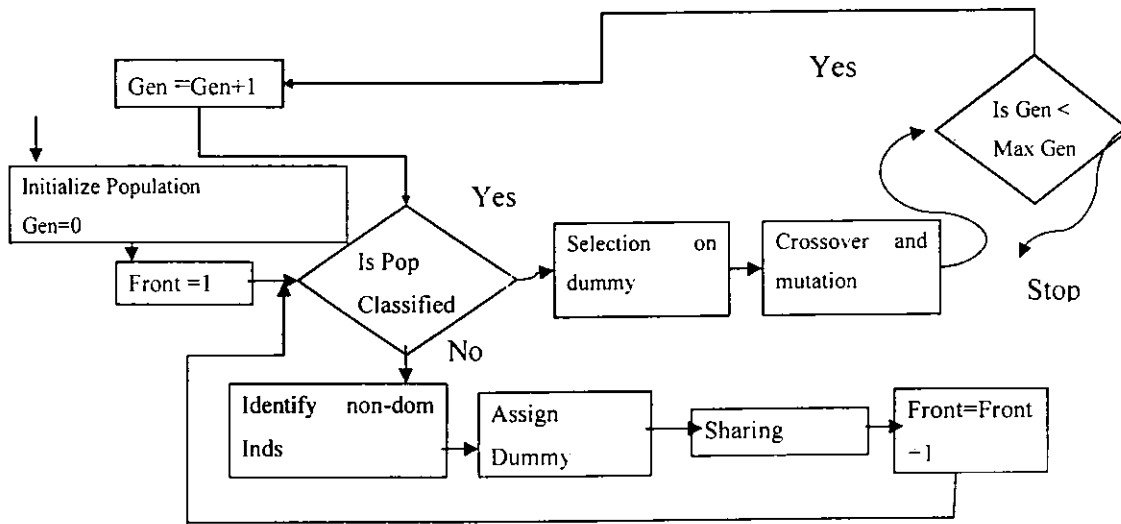 Yes
Gen =Gen+1
Is Gen <
Max Gen
Initialize Population
Gen=0
Yes
Selection on
dummy
Crossover and
mutation
Is Pop
Classified
Front =1
Stop
No
Identify non-dom
Inds
Assign
Dummy
Sharing
Front=Front
+1